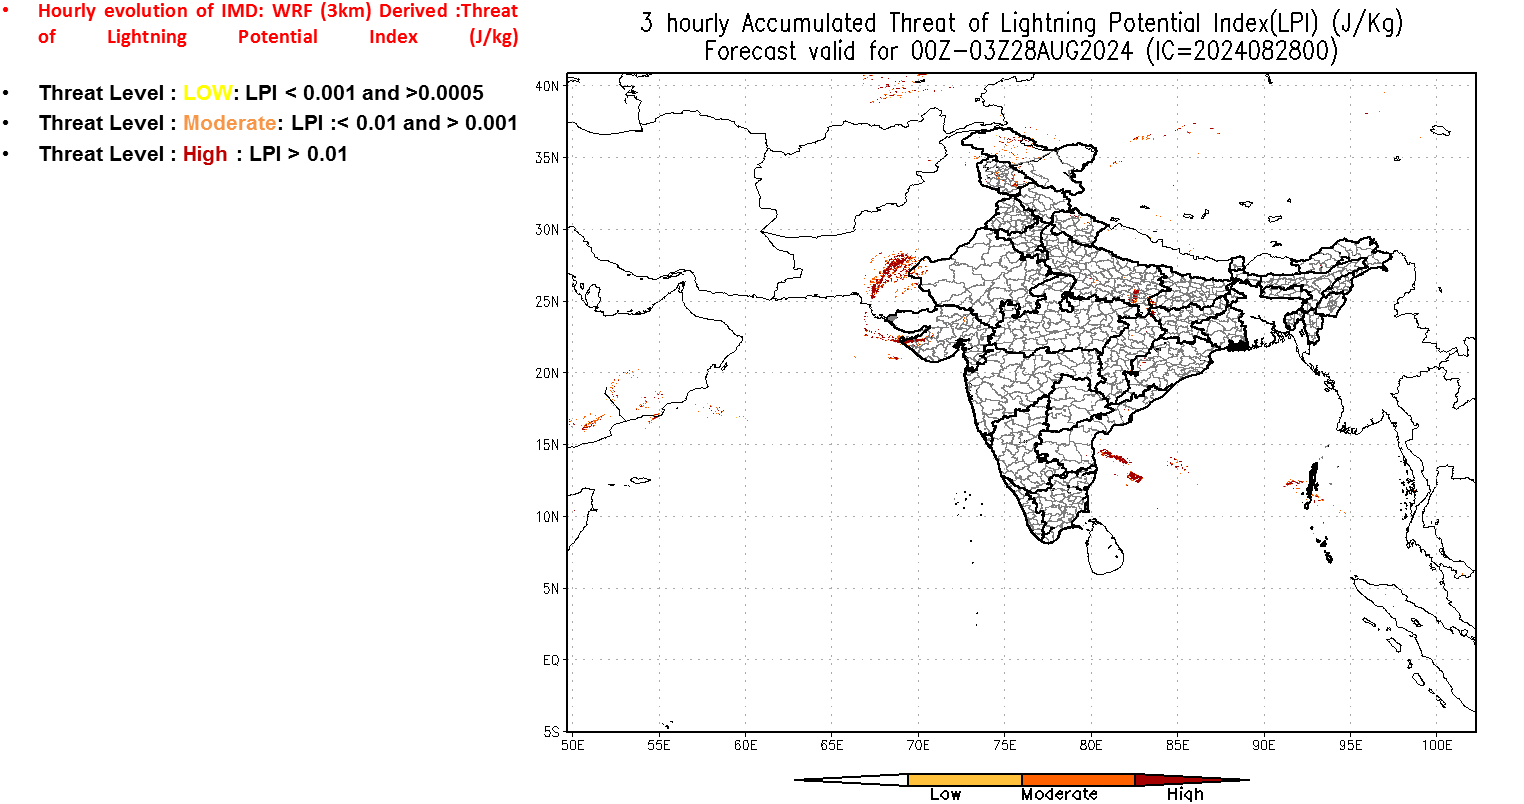 • Hourly evolution of IMD: WRF (3km) Derived :Threat
of Lightning Potential Index (J/kg)
• Threat Level : LOW: LPI < 0.001 and >0.0005
• Threat Level : Moderate: LPI :< 0.01 and > 0.001
• Threat Level : High : LPI > 0.01
3 hourly Accumulated Threat of Lightning Potential Index(LPI) (J/Kg)
Forecast valid for 00Z-03Z28AUG2024 (IC=2024082800)
40N
35N
30N
25N
20N
15N
10N
5N
EQ
5S
50E 55E 60E 65E 70E 75E 80E 85E 90E 95E 100E
Low Moderate High